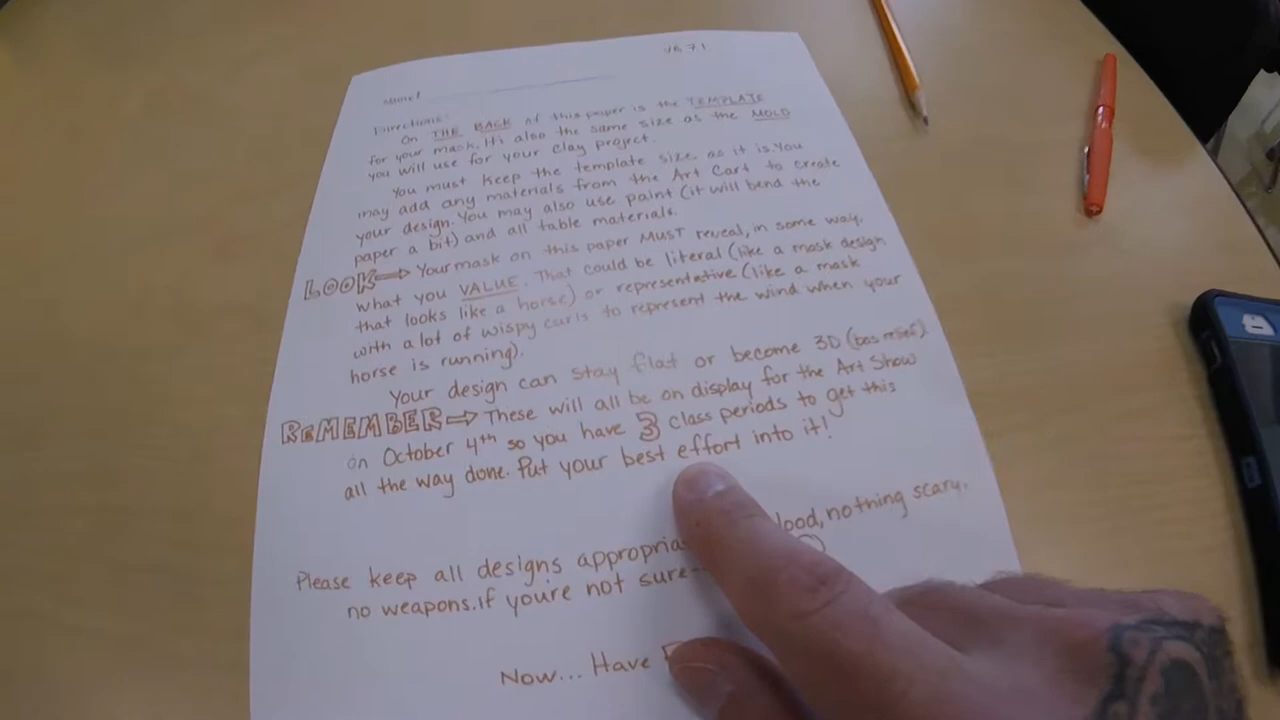 Name:
Directions:
On THE BACK of this paper is the TEMPLATE
for your mask. It's also the same size as the MOLD
you will use for your clay project.
You must keep the template size as it is. You
may add any materials from the Art Cart to create
your design. You may also use paint (it will bend the
paper a bit) and all table materials.
LOOK → Your mask on this paper MUST reveal, in some way,
what you VALUE. That could be literal (like a mask design
that looks like a horse) or representative (like a mask
with a lot of wispy curls to represent the wind when your
horse is running).
Your design can stay flat or become 3D (bas relief).
REMEMBER → These will all be on display for the Art Show
on October 4th so you have 3 class periods to get this
all the way done. Put your best effort into it!
Please keep all designs nothing scary,
no weapons. If you're not sure-
Now... Have